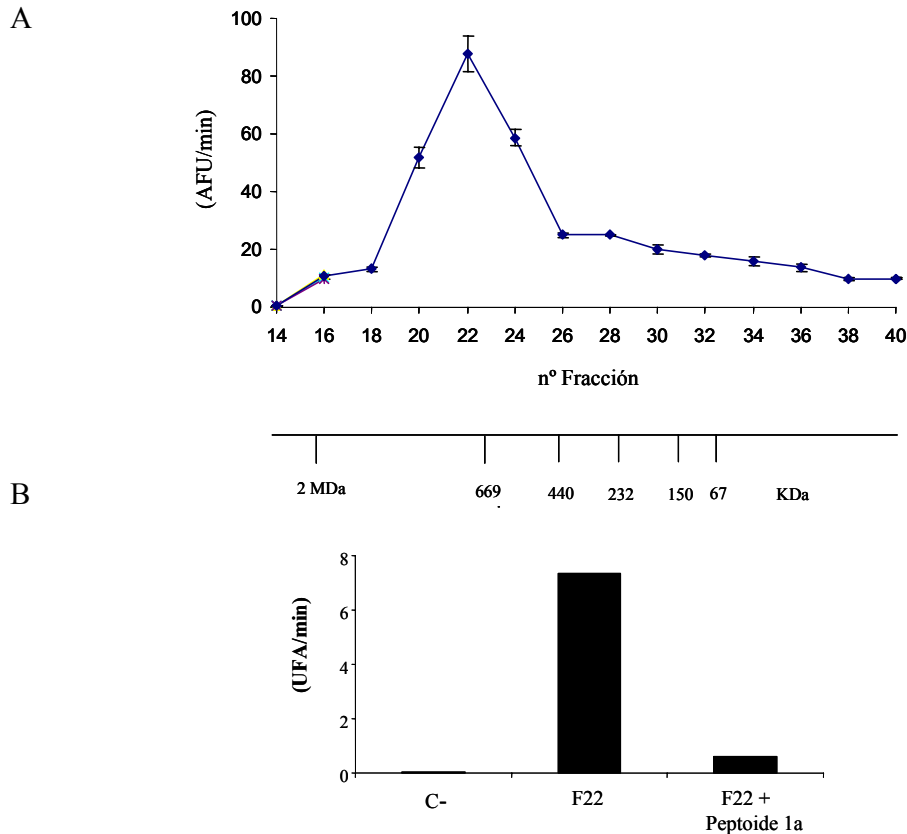 A
(AFU/min)
100
80
60
40
20
0
14 16 18 20 22 24 26 28 30 32 34 36 38 40
nº Fracción
2 MDa 669 440 232 150 67 KDa
B
(UFA/min)
8
6
4
2
0
C- F22 F22 +
Peptoide 1a